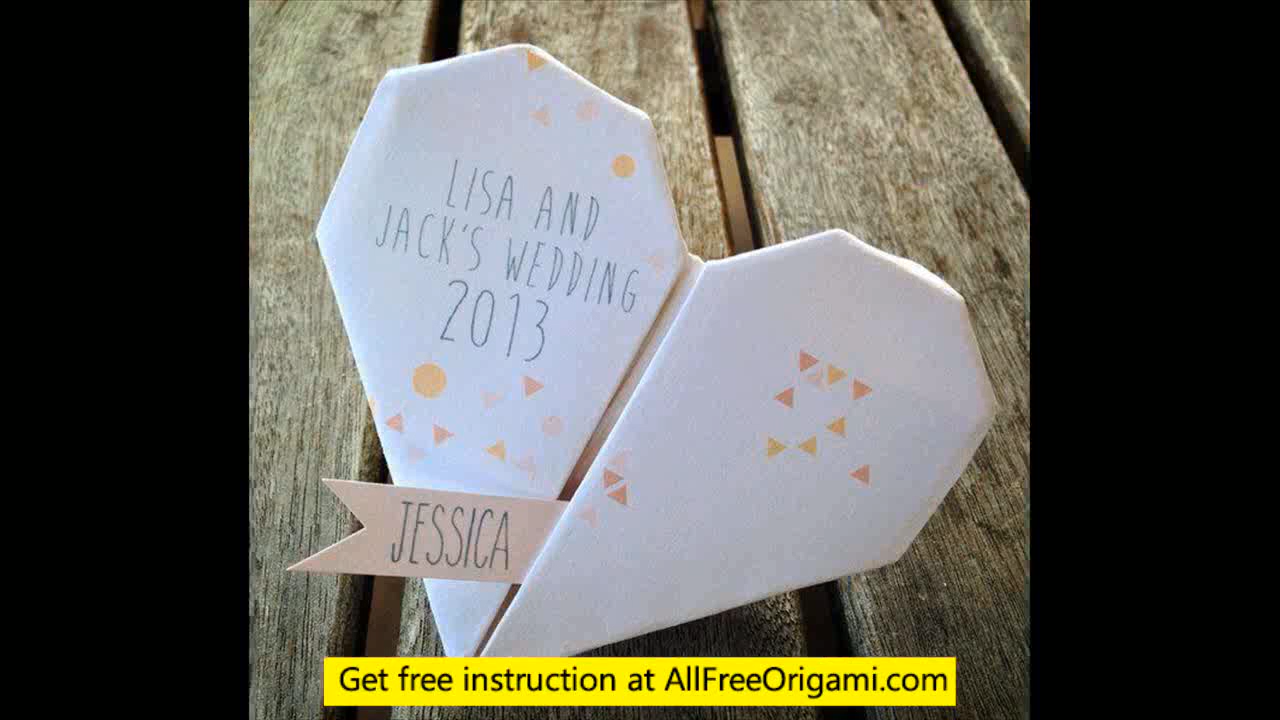 LISA AND
JACK'S WEDDING
2013
JESSICA
Get free instruction at AllFreeOrigami.com